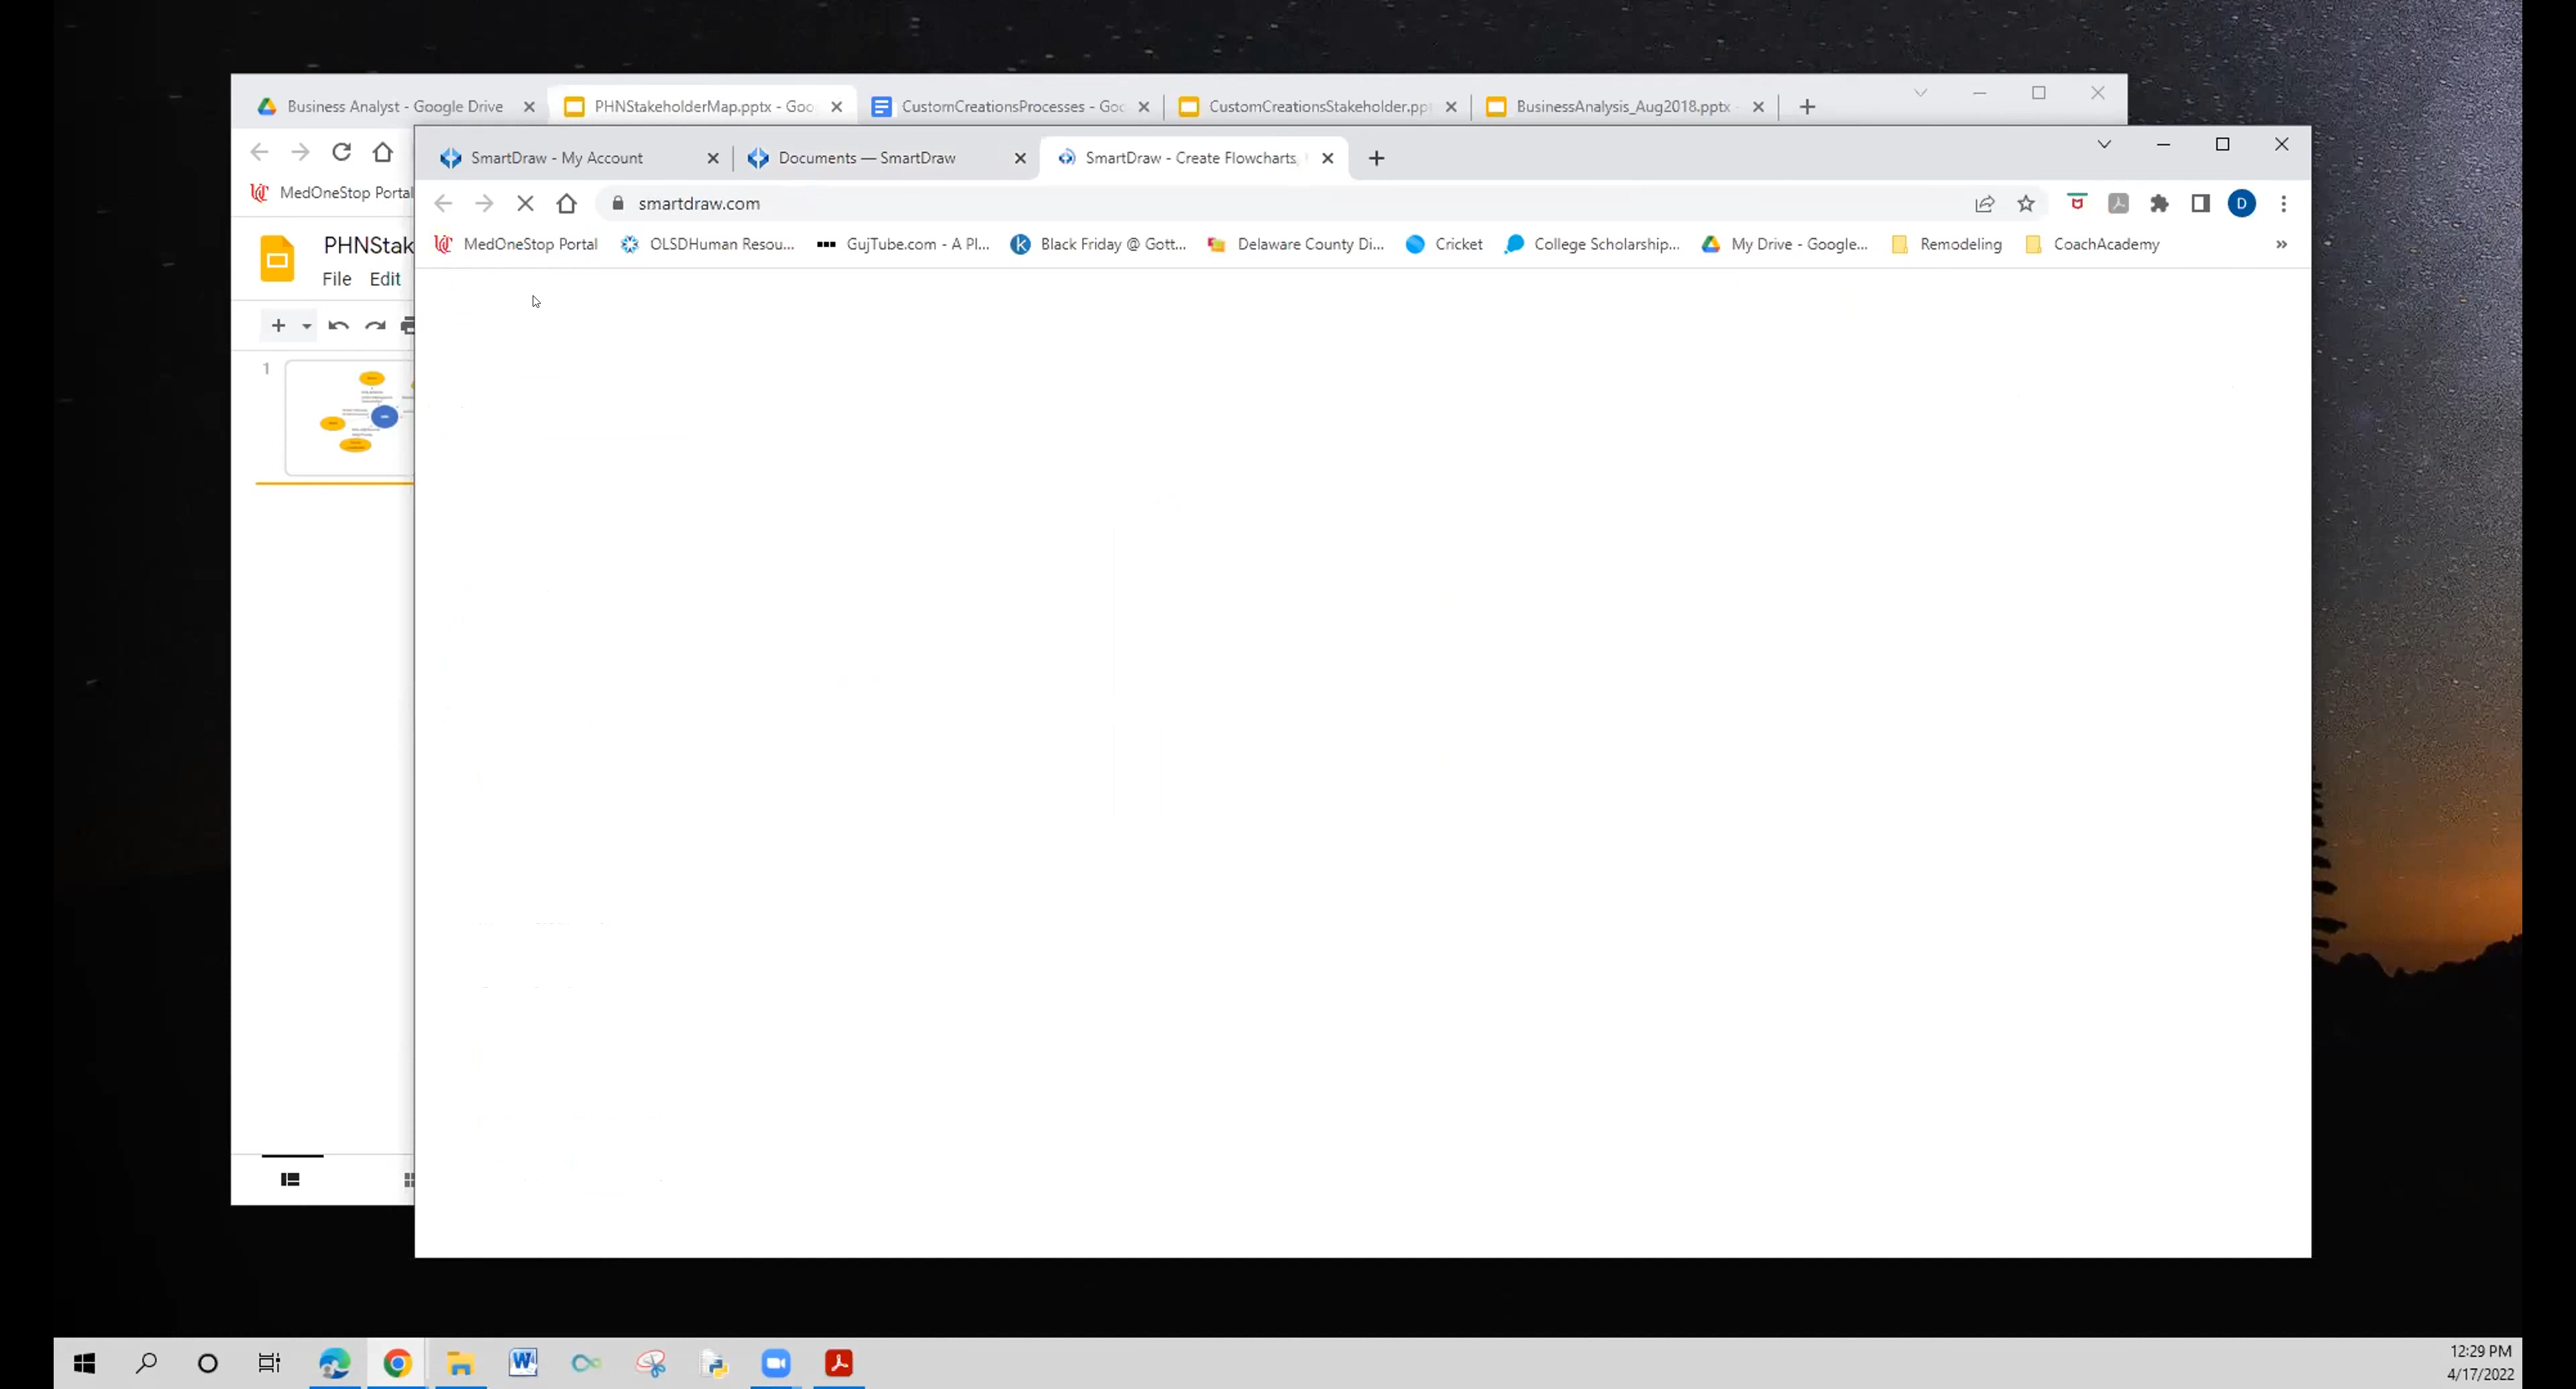 Business Analyst - Google Drive
PHNStakeholderMap.pptx - Goo
CustomCreationsProcesses - Goo
CustomCreationsStakeholder.ppt
BusinessAnalysis_Aug2018.pptx -
SmartDraw - My Account
Documents — SmartDraw
SmartDraw - Create Flowcharts,
smartdraw.com
D
MedOneStop Portal
MedOneStop Portal
OLSDHuman Resou...
GujTube.com - A Pl...
Black Friday @ Gott...
Delaware County Di...
Cricket
College Scholarship...
My Drive - Google...
Remodeling
CoachAcademy
»
PHNStak
File Edit
1
12:29 PM
4/17/2022